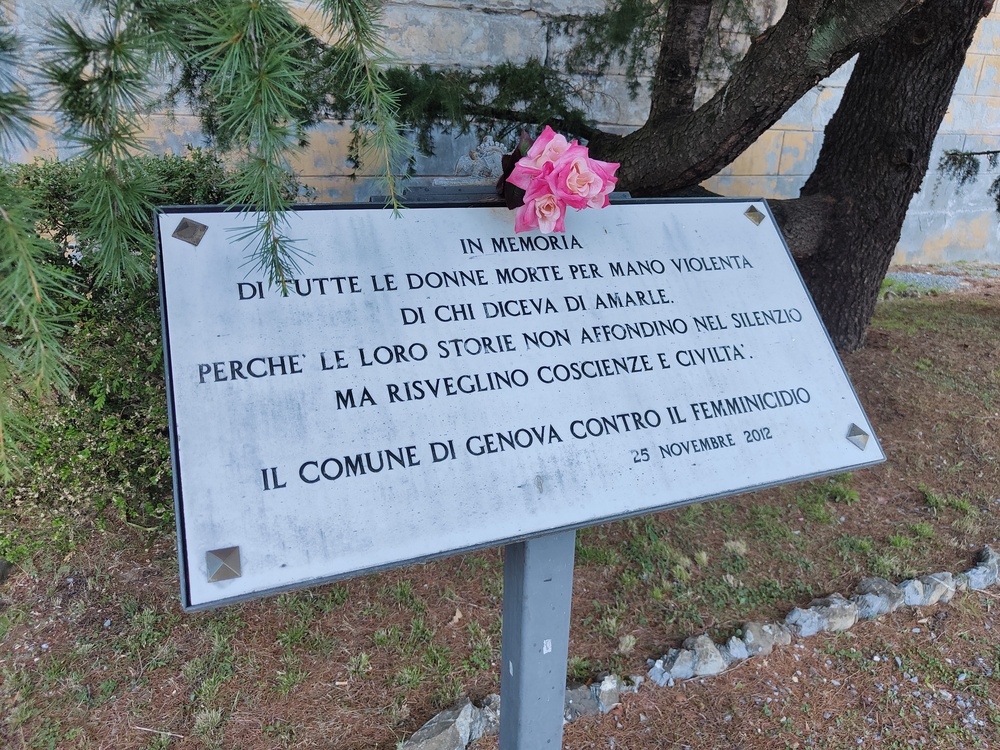 IN MEMORIA
DI TUTTE LE DONNE MORTE PER MANO VIOLENTA
DI CHI DICEVA DI AMARLE.
PERCHE' LE LORO STORIE NON AFFONDINO NEL SILENZIO
MA RISVEGLINO COSCIENZE E CIVILTA'.
IL COMUNE DI GENOVA CONTRO IL FEMMINICIDIO
25 NOVEMBRE 2012